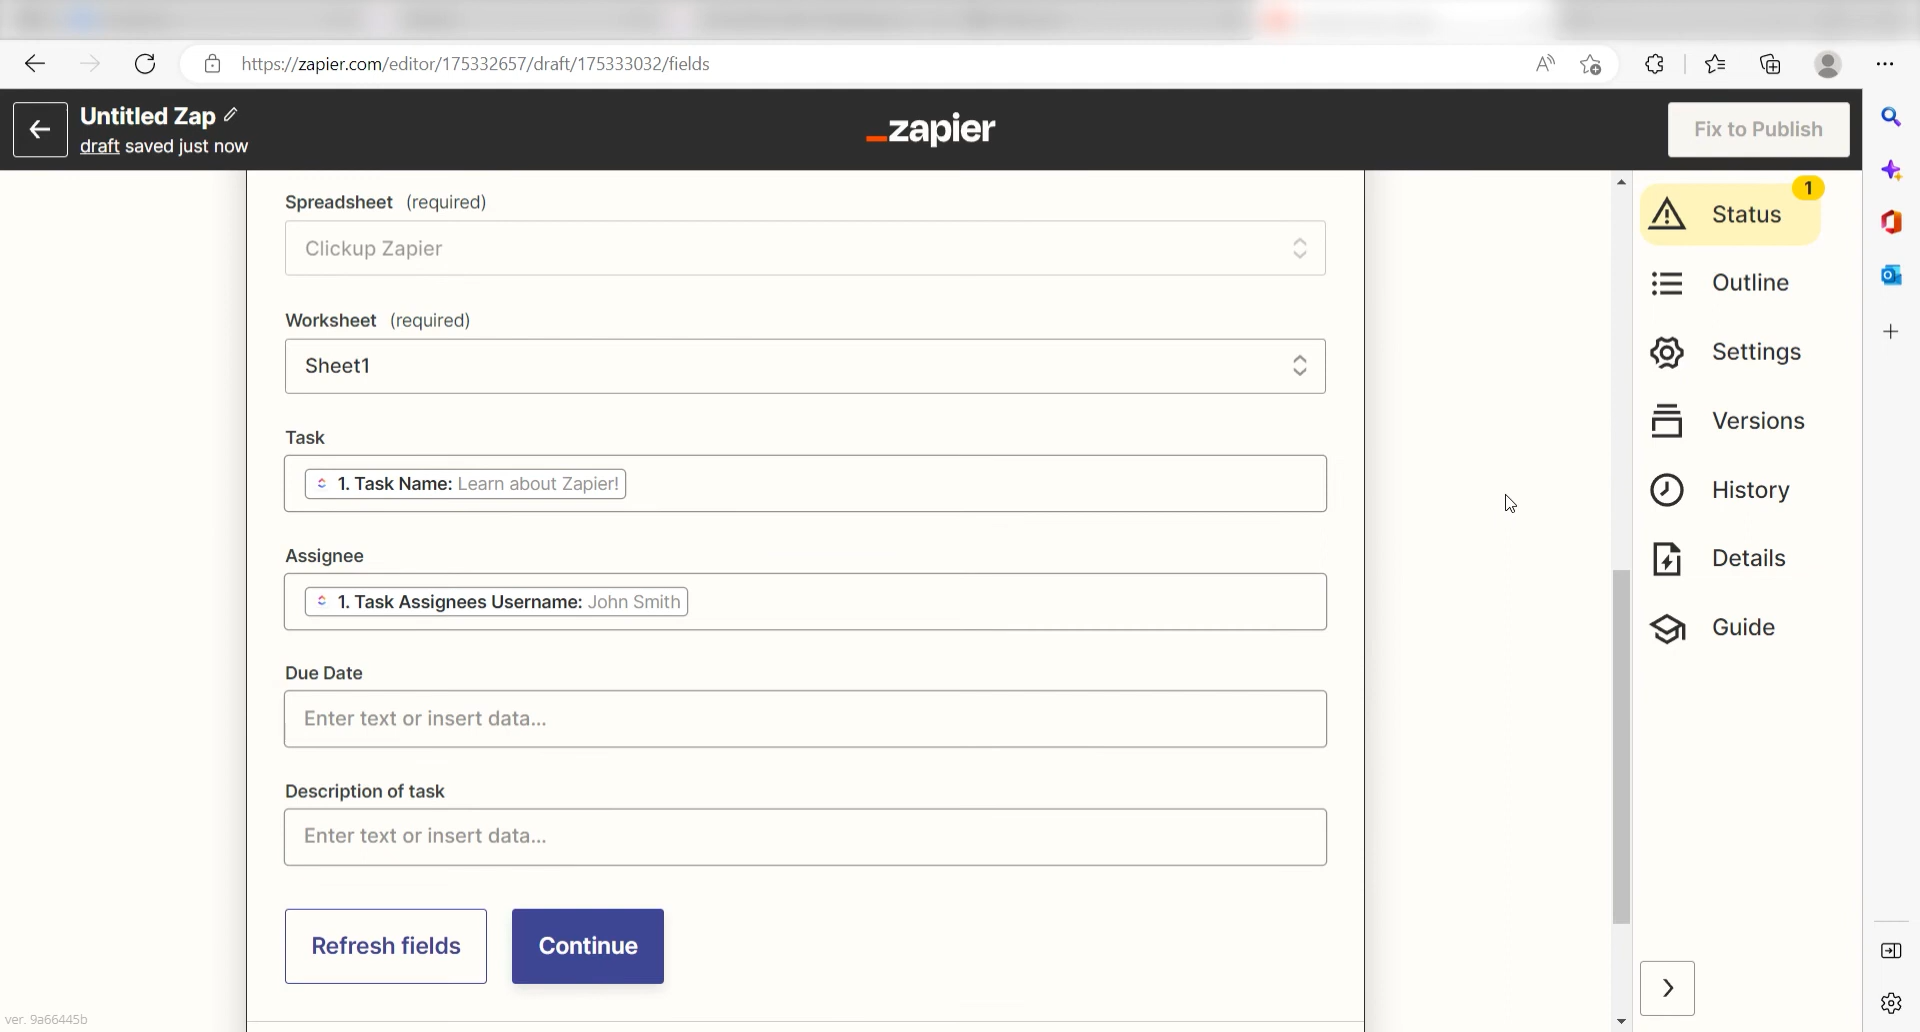 https://zapier.com/editor/175332657/draft/175333032/fields
Untitled Zap
draft saved just now
zapier
Fix to Publish
Spreadsheet (required)
Clickup Zapier
Worksheet (required)
Sheet1
Task
1. Task Name: Learn about Zapier!
Assignee
1. Task Assignees Username: John Smith
Due Date
Enter text or insert data...
Description of task
Enter text or insert data...
Refresh fields
Continue
1
Status
Outline
Settings
Versions
History
Details
Guide
ver. 9a66445b